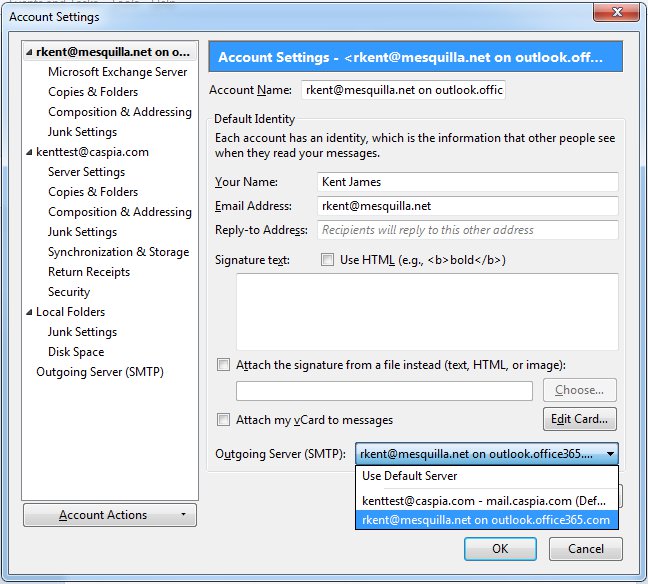 Account Settings
rkent@mesquilla.net on o...
Microsoft Exchange Server
Copies & Folders
Composition & Addressing
Junk Settings
kenttest@caspia.com
Server Settings
Copies & Folders
Composition & Addressing
Junk Settings
Synchronization & Storage
Return Receipts
Security
Local Folders
Junk Settings
Disk Space
Outgoing Server (SMTP)
Account Actions
Account Settings - <rkent@mesquilla.net on outlook.off...
Account Name: rkent@mesquilla.net on outlook.offic
Default Identity
Each account has an identity, which is the information that other people see
when they read your messages.
Your Name: Kent James
Email Address: rkent@mesquilla.net
Reply-to Address: Recipients will reply to this other address
Signature text: Use HTML (e.g., <b>bold</b>)
Attach the signature from a file instead (text, HTML, or image):
Choose...
Attach my vCard to messages Edit Card...
Outgoing Server (SMTP): rkent@mesquilla.net on outlook.office365....
Use Default Server
kenttest@caspia.com - mail.caspia.com (Def...
rkent@mesquilla.net on outlook.office365.com
OK Cancel